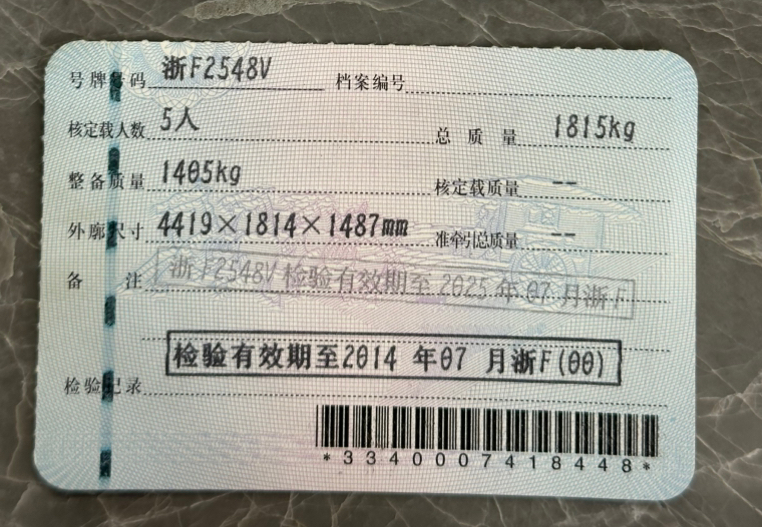 号牌号码 浙F2548V 档案编号
核定载人数 5人 总质量 1815kg
整备质量 1405kg 核定载质量 --
外廓尺寸 4419×1814×1487mm 准牵引总质量 --
备注 浙F2548V 检验有效期至 2025 年 07 月浙F
检验有效期至2014 年07 月浙F(00)
检验记录
*3340007418448*